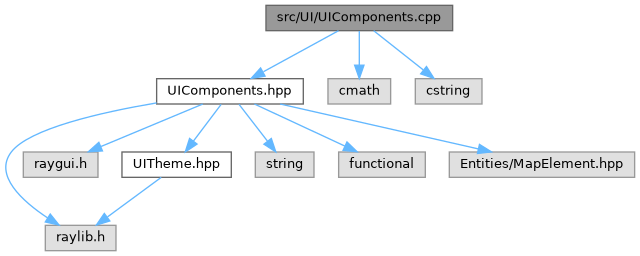 src/UI/UIComponents.cpp
UIComponents.hpp
cmath
cstring
raygui.h
UITheme.hpp
string
functional
Entities/MapElement.hpp
raylib.h